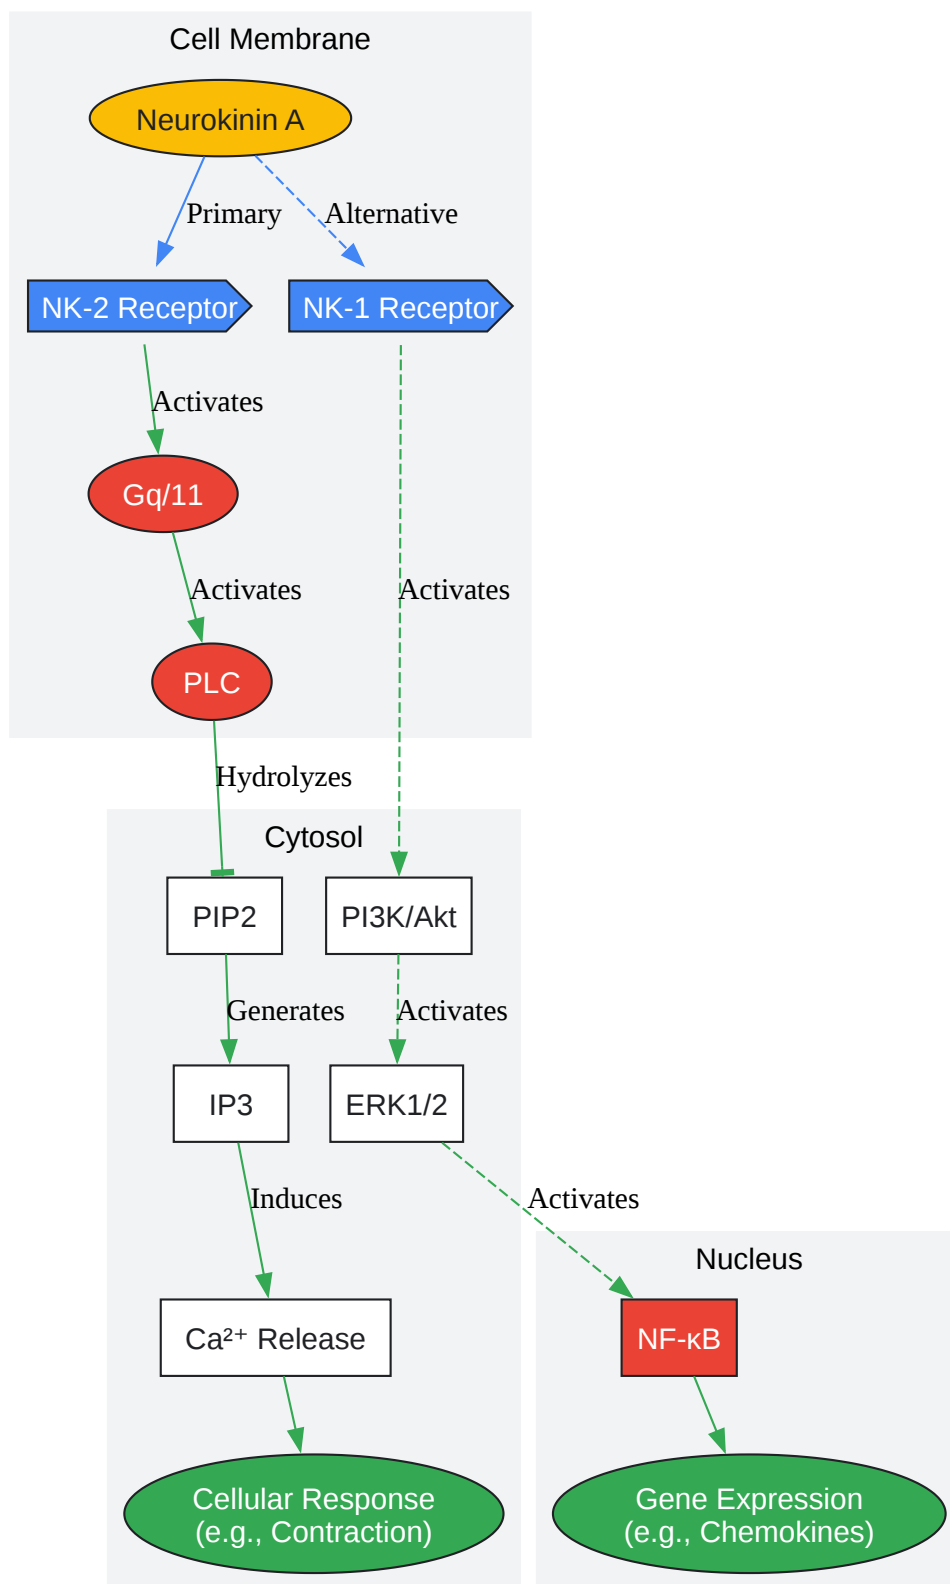 Cell Membrane
Neurokinin A
Primary
Alternative
NK-2 Receptor
NK-1 Receptor
Activates
Gq/11
Activates
Activates
PLC
Hydrolyzes
Cytosol
PIP2
PI3K/Akt
Generates
Activates
IP3
ERK1/2
Induces
Activates
Nucleus
Ca²⁺ Release
NF-κB
Cellular Response
(e.g., Contraction)
Gene Expression
(e.g., Chemokines)